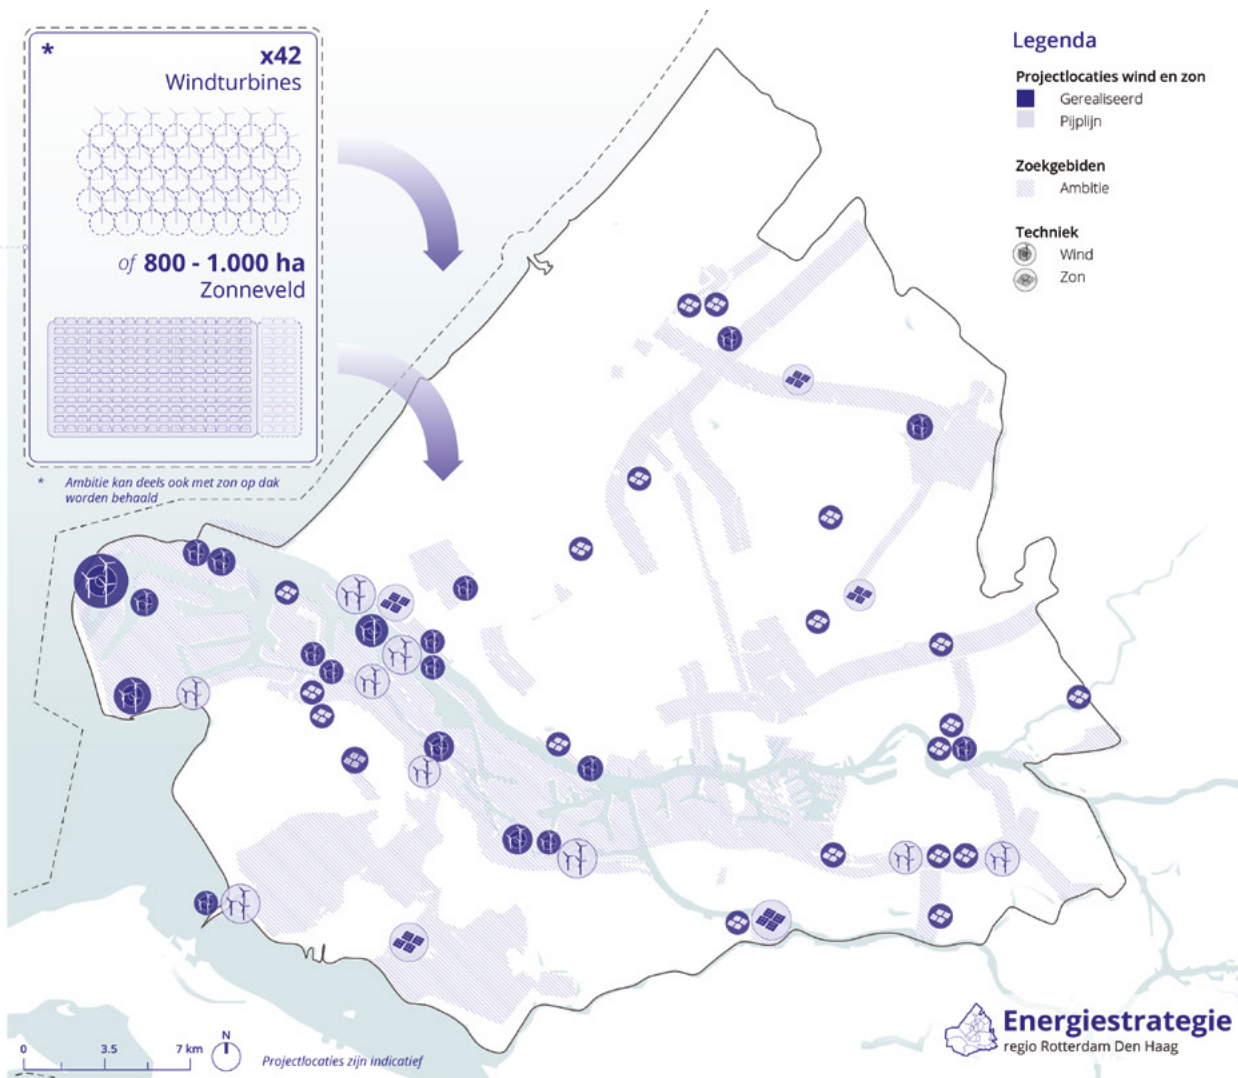 *
x42
Windturbines
of 800 - 1.000 ha
Zonneveld
* Ambitie kan deels ook met zon op dak
worden behaald
Legenda
Projectlocaties wind en zon
Gerealiseerd
Pijplijn
Zoekgebiden
Ambitie
Techniek
Wind
Zon
0 3.5 7 km
N
Projectlocaties zijn indicatief
Energiestrategie
regio Rotterdam Den Haag